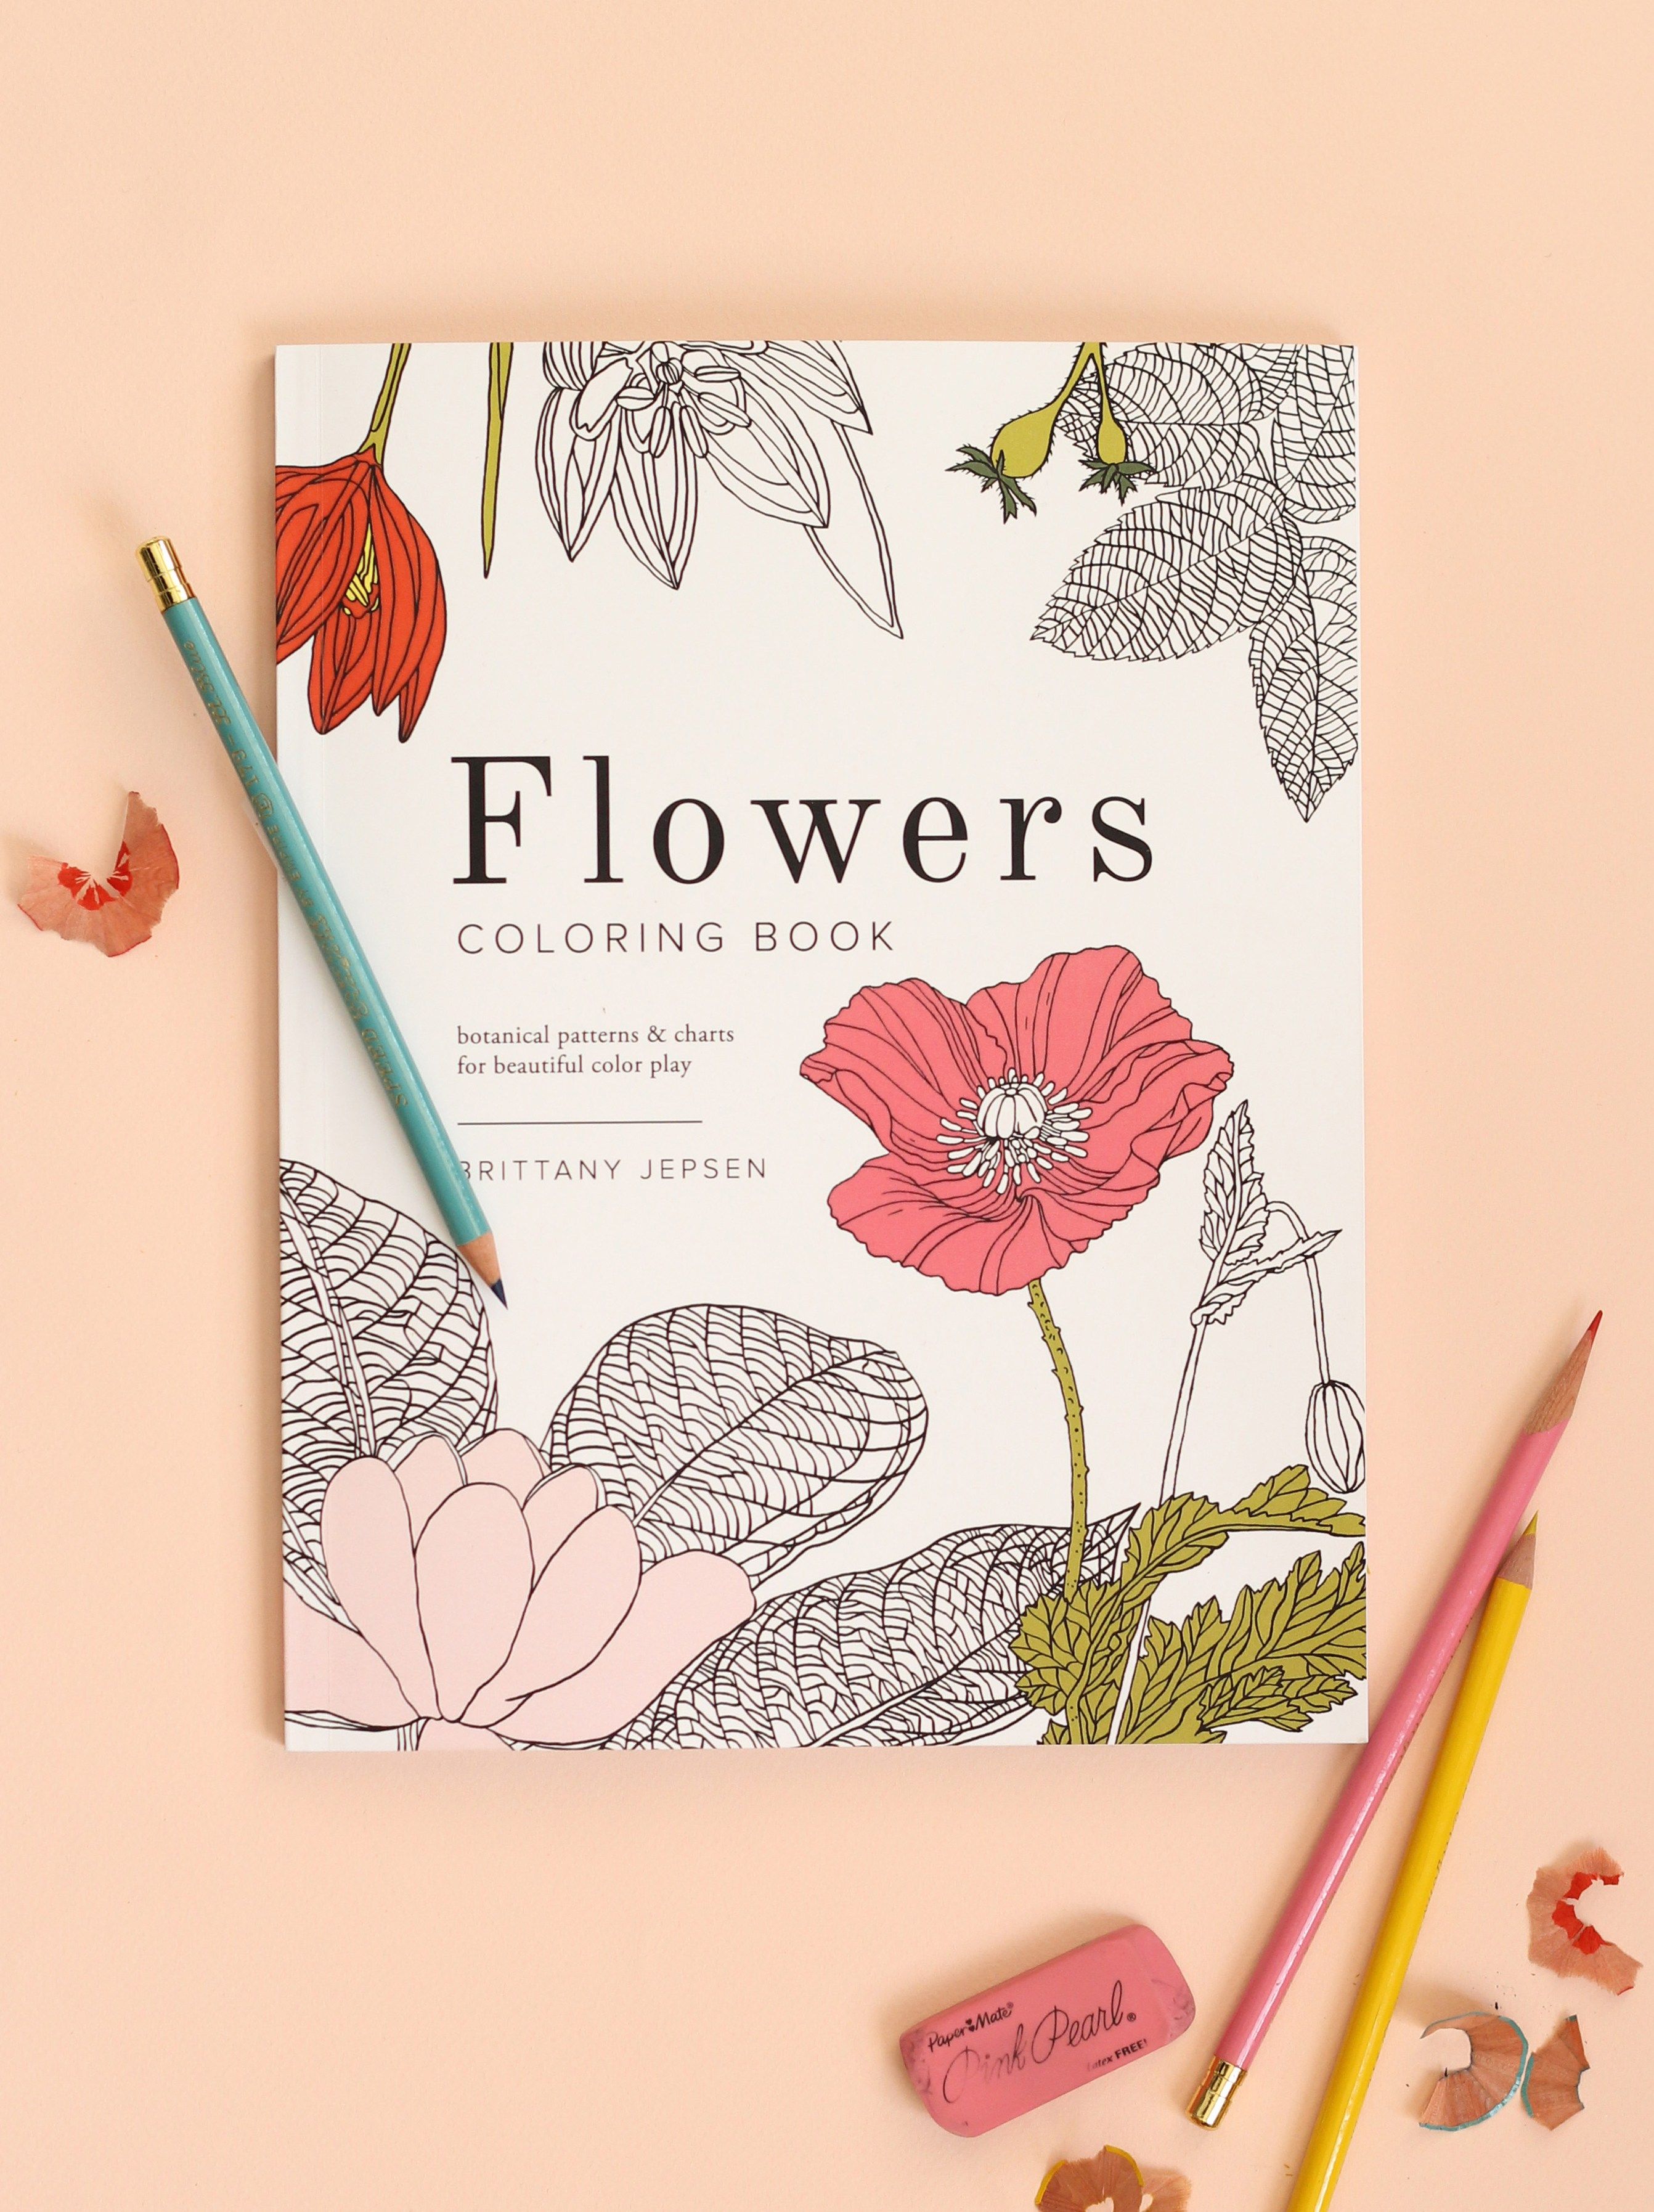 Flowers
COLORING BOOK
botanical patterns & charts
for beautiful color play
BRITTANY JEPSEN
Paper Mate®
Pink Pearl®
Latex FREE!